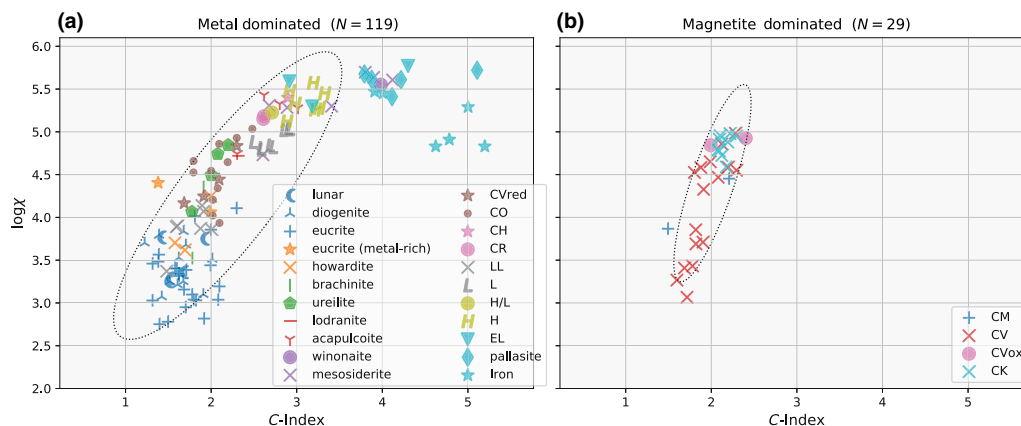 (a) Metal dominated (N = 119)
6.0
5.5
5.0
4.5
4.0
3.5
3.0
2.5
2.0
logχ
1 2 3 4 5
C-Index
lunar
diogenite
eucrite
eucrite (metal-rich)
howardite
brachinite
ureilite
lodranite
acapulcoite
winonaite
mesosiderite
CVred
CO
CH
CR
LL
L
H/L
H
EL
pallasite
Iron
(b) Magnetite dominated (N = 29)
1 2 3 4 5
C-Index
CM
CV
CVox
CK